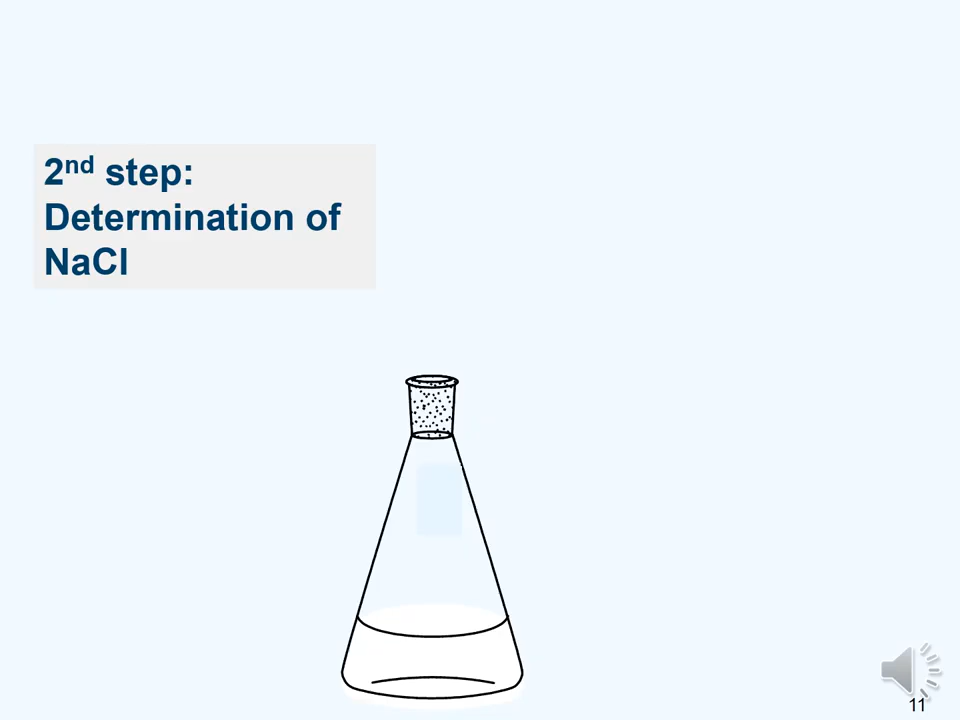 2nd step:
Determination of
NaCl
11